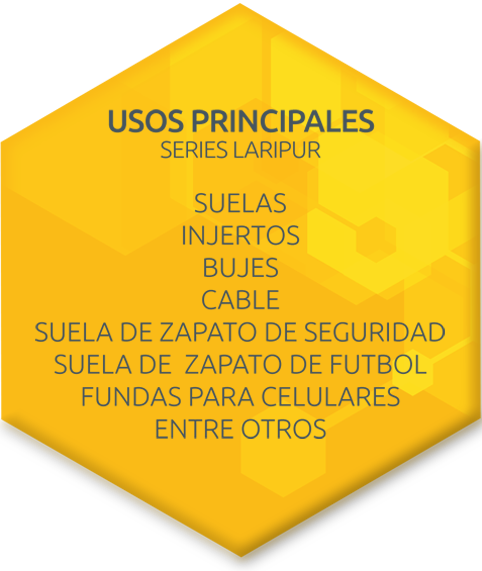 USOS PRINCIPALES
SERIES LARIPUR
SUELAS
INJERTOS
BUJES
CABLE
SUELA DE ZAPATO DE SEGURIDAD
SUELA DE ZAPATO DE FUTBOL
FUNDAS PARA CELULARES
ENTRE OTROS